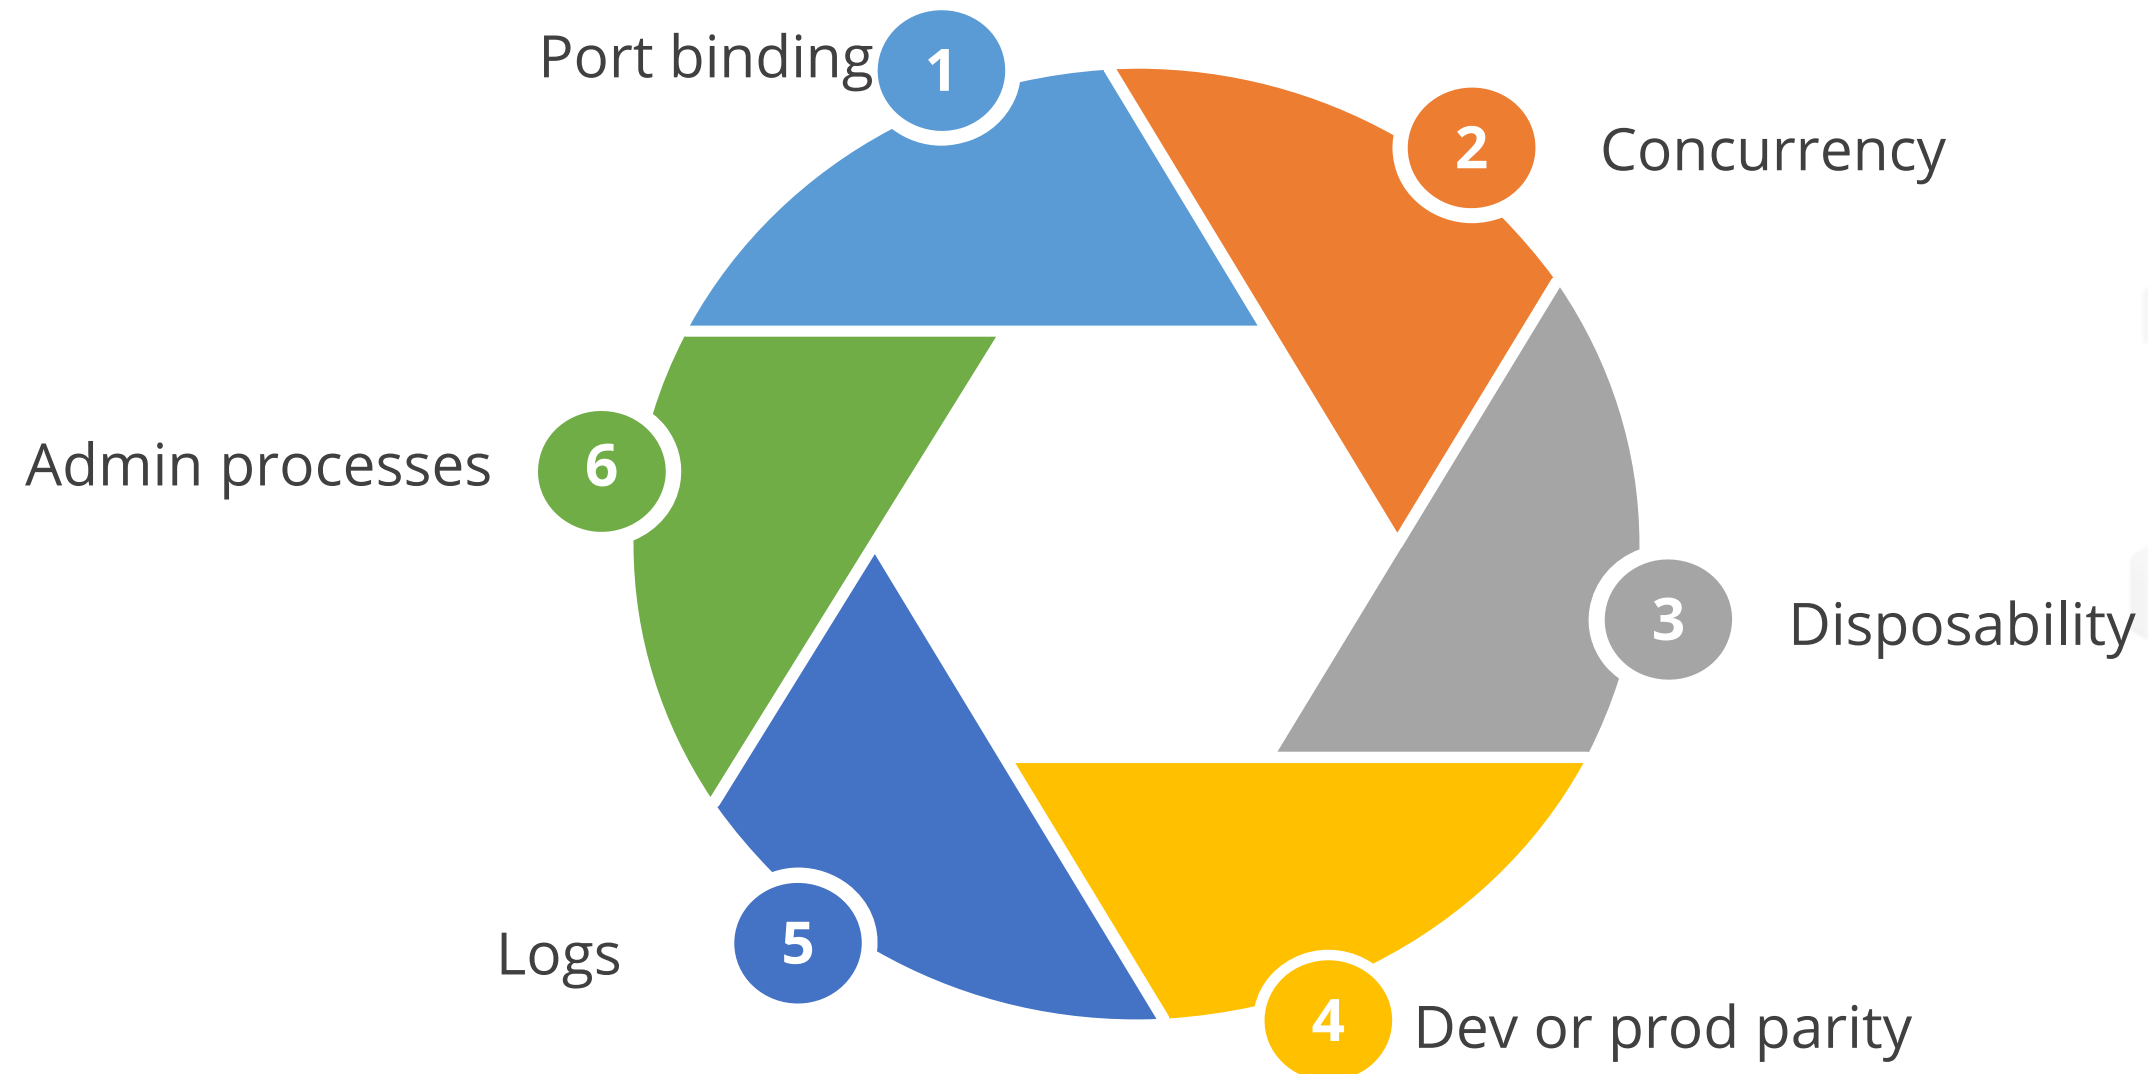 Port binding
1
2
Concurrency
Admin processes
6
3
Disposability
Logs
5
4
Dev or prod parity